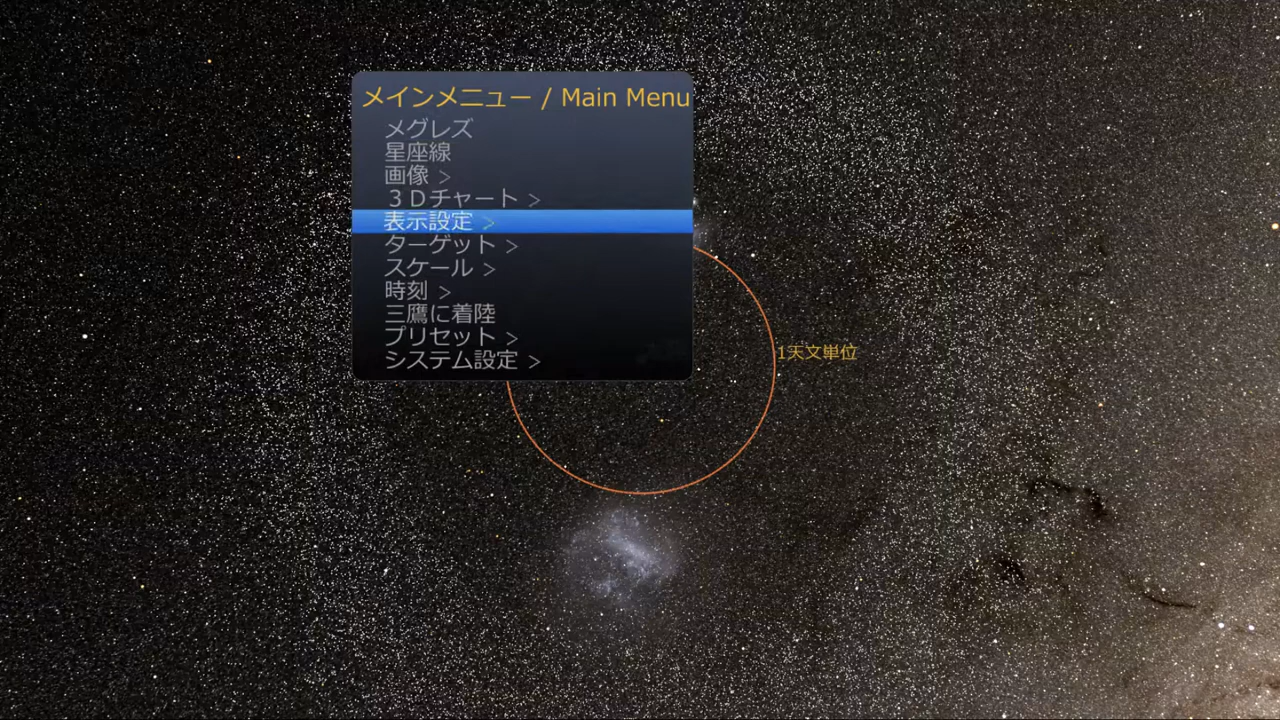 メインメニュー / Main Menu
メグレズ
星座線
画像 >
３Ｄチャート >
表示設定 >
ターゲット >
スケール >
時刻 >
三鷹に着陸
プリセット >
システム設定 >
1天文単位